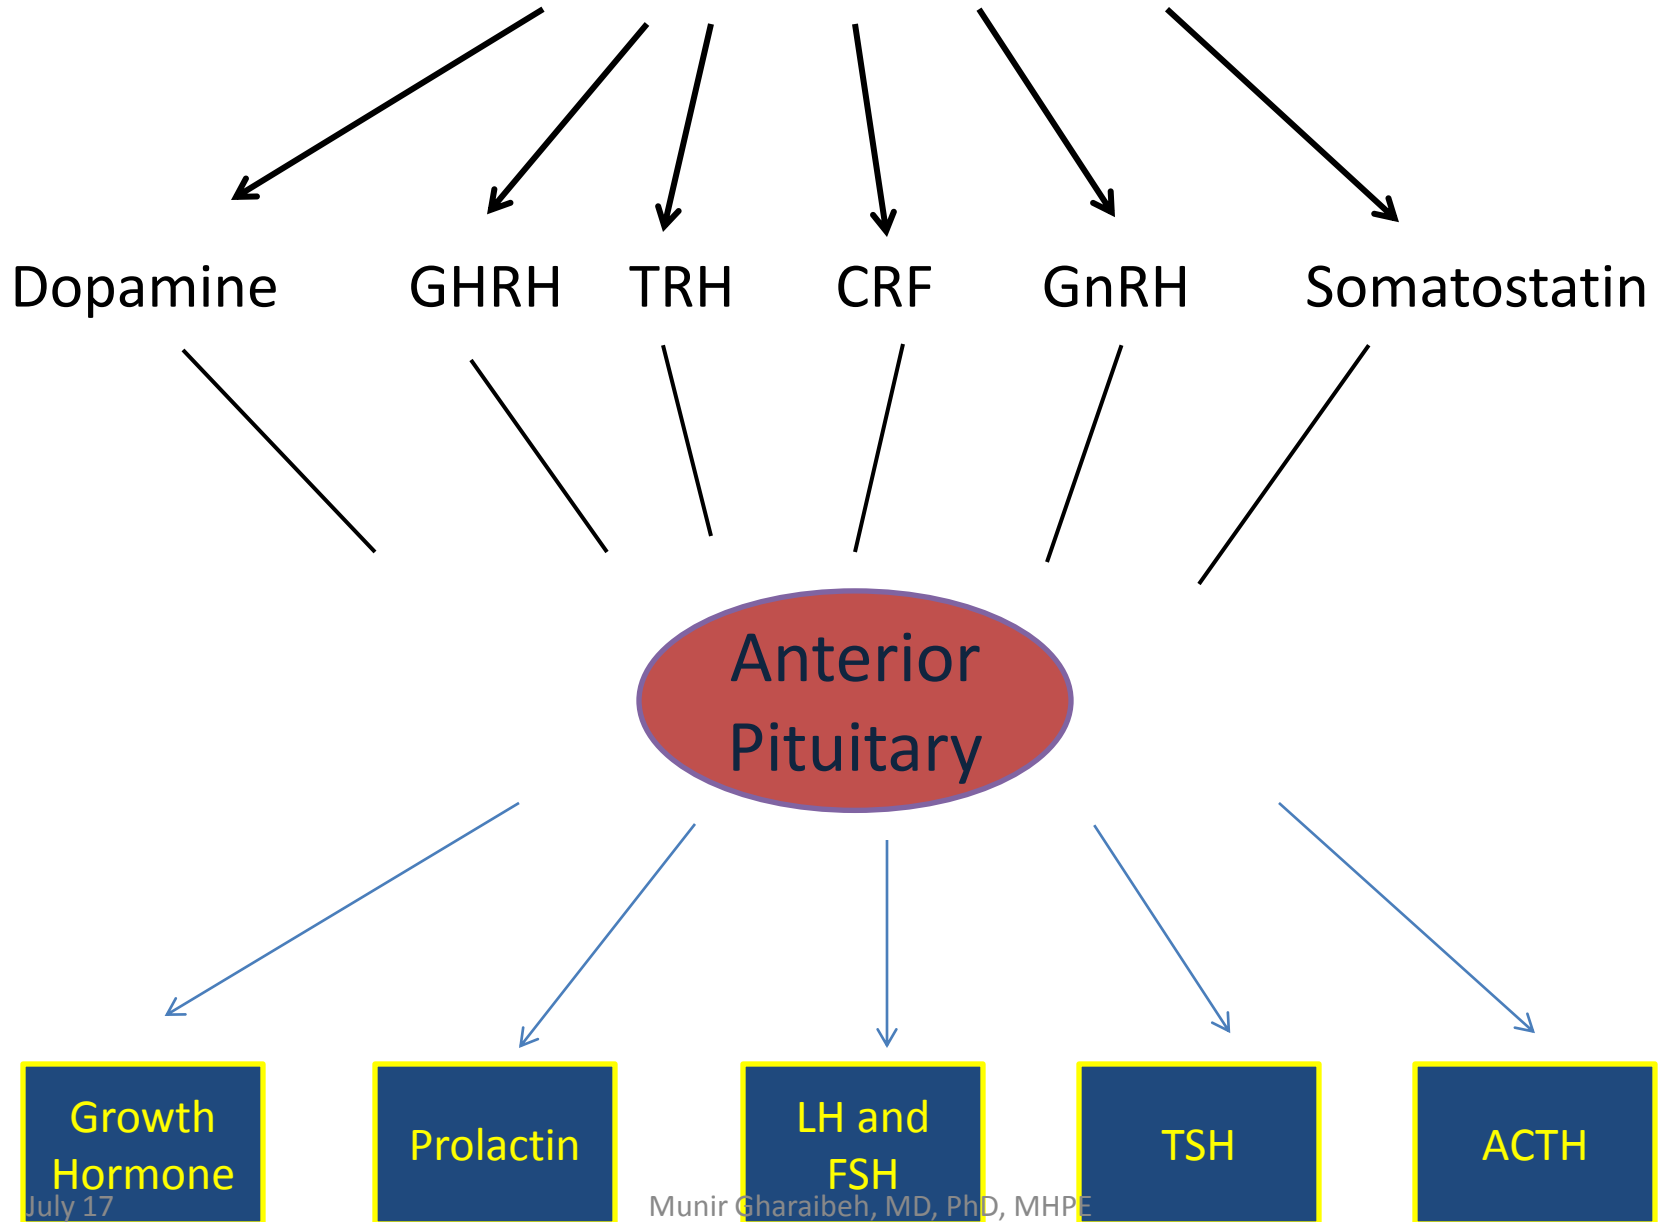 Dopamine GHRH TRH CRF GnRH Somatostatin
Anterior
Pituitary
Growth
Hormone
Prolactin
LH and
FSH
TSH
ACTH
July 17
Munir Gharaibeh, MD, PhD, MHPE